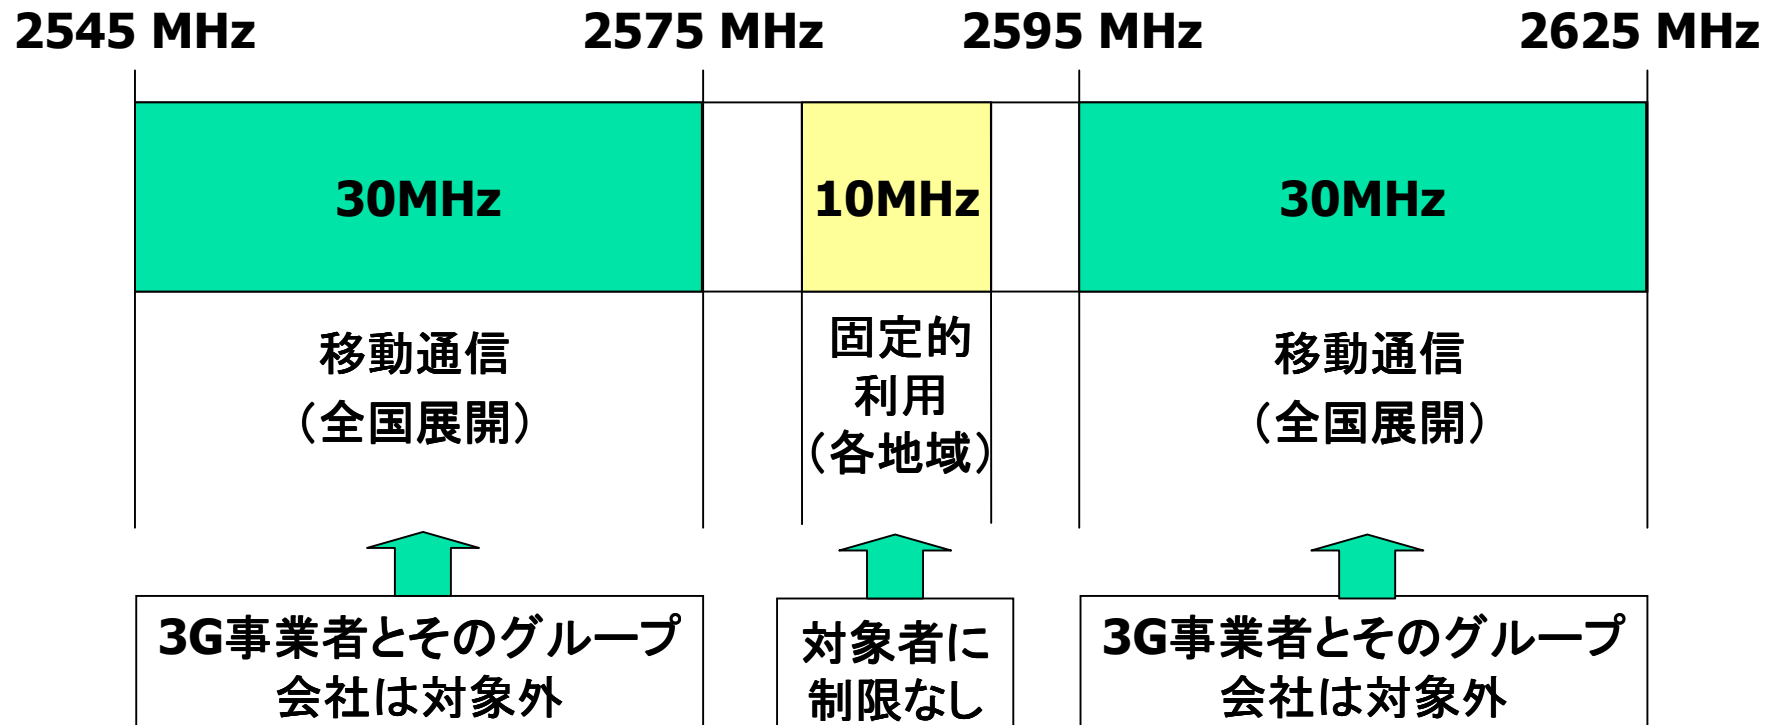 2545 MHz
2575 MHz
2595 MHz
2625 MHz
30MHz
10MHz
30MHz
移動通信
（全国展開）
固定的
利用
（各地域）
移動通信
（全国展開）
3G事業者とそのグループ
会社は対象外
対象者に
制限なし
3G事業者とそのグループ
会社は対象外